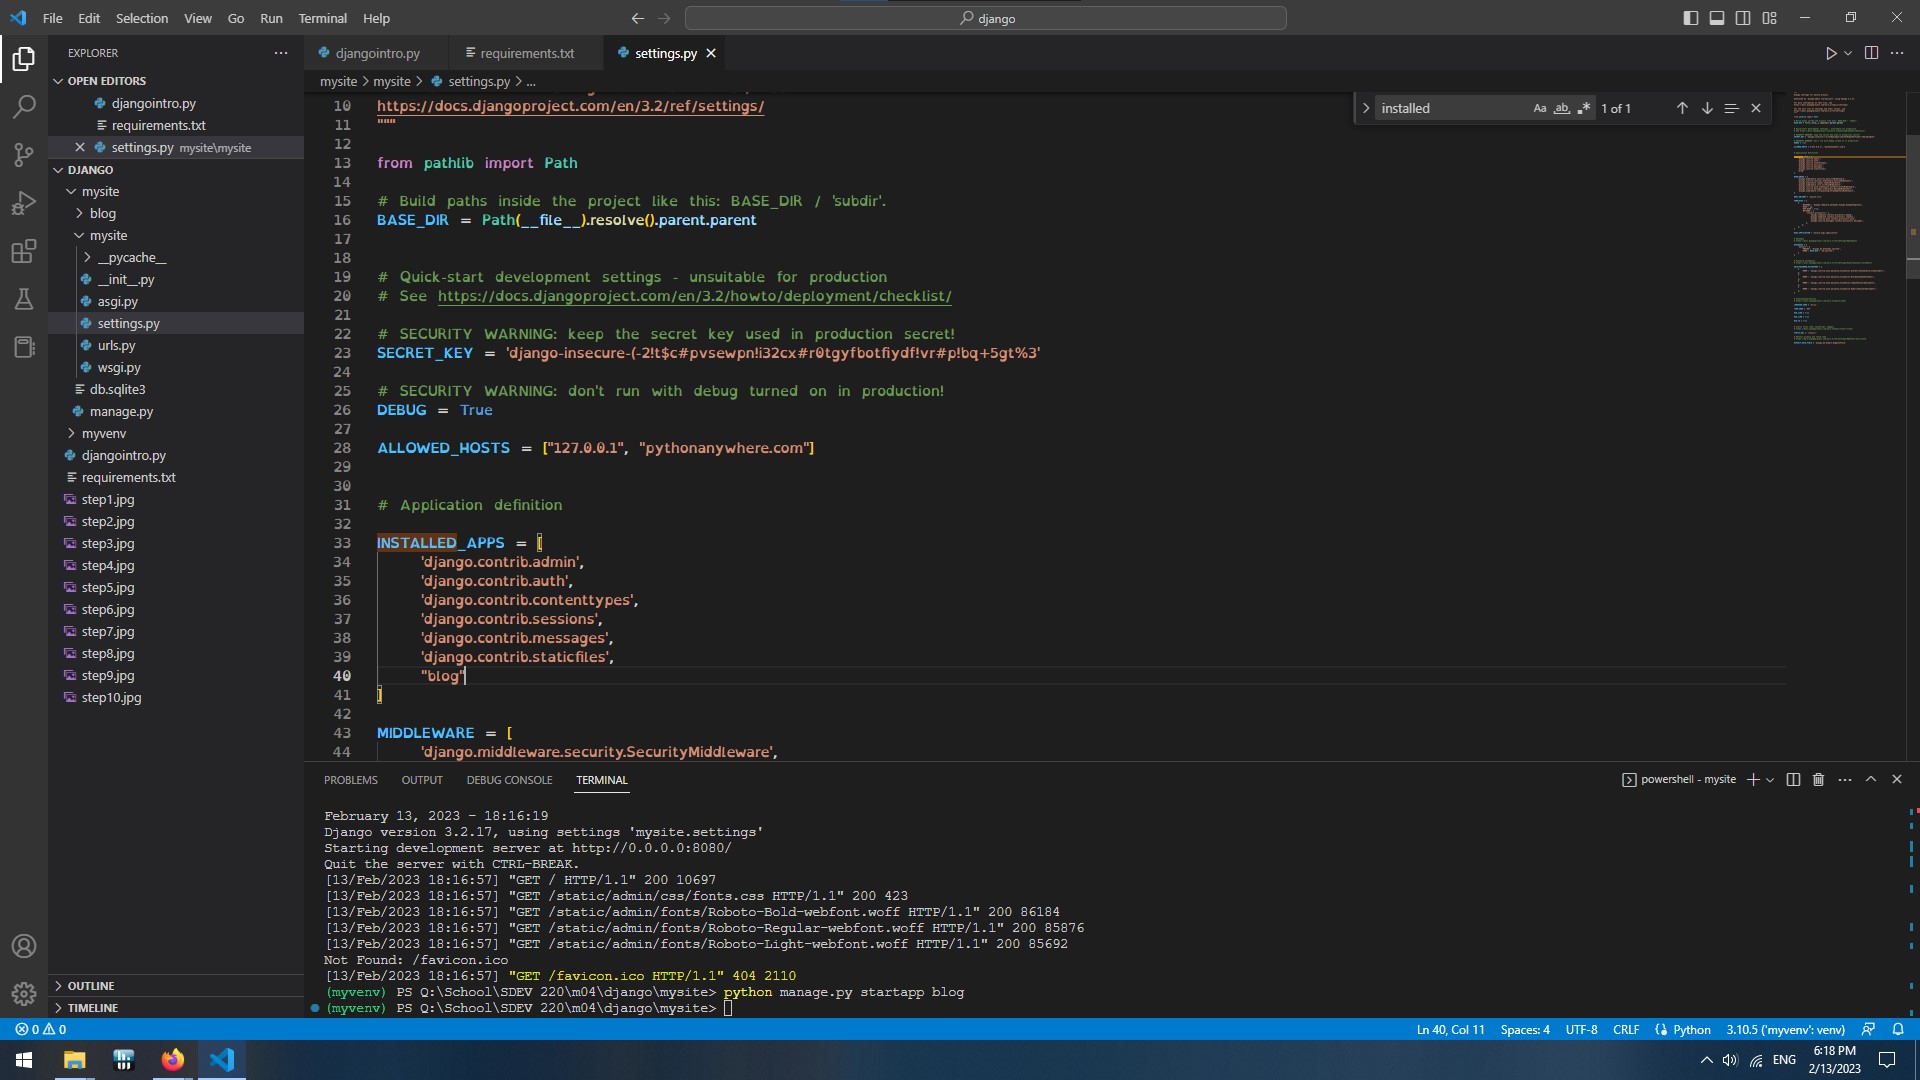 File Edit Selection View Go Run Terminal Help
django
EXPLORER
OPEN EDITORS
djangointro.py
requirements.txt
settings.py mysite\mysite
DJANGO
mysite
blog
mysite
__pycache__
__init__.py
asgi.py
settings.py
urls.py
wsgi.py
db.sqlite3
manage.py
myvenv
djangointro.py
requirements.txt
step1.jpg
step2.jpg
step3.jpg
step4.jpg
step5.jpg
step6.jpg
step7.jpg
step8.jpg
step9.jpg
step10.jpg
OUTLINE
TIMELINE
djangointro.py requirements.txt settings.py
mysite > mysite > settings.py > ...
installed Aa ab 1 of 1
10 https://docs.djangoproject.com/en/3.2/ref/settings/
11 """
12
13 from pathlib import Path
14
15 # Build paths inside the project like this: BASE_DIR / 'subdir'.
16 BASE_DIR = Path(__file__).resolve().parent.parent
17
18
19 # Quick-start development settings - unsuitable for production
20 # See https://docs.djangoproject.com/en/3.2/howto/deployment/checklist/
21
22 # SECURITY WARNING: keep the secret key used in production secret!
23 SECRET_KEY = 'django-insecure-(-2!t$c#pvsewpn!i32cx#r0tgyfbotfiydf!vr#p!bq+5gt%3'
24
25 # SECURITY WARNING: don't run with debug turned on in production!
26 DEBUG = True
27
28 ALLOWED_HOSTS = ["127.0.0.1", "pythonanywhere.com"]
29
30
31 # Application definition
32
33 INSTALLED_APPS = [
34 'django.contrib.admin',
35 'django.contrib.auth',
36 'django.contrib.contenttypes',
37 'django.contrib.sessions',
38 'django.contrib.messages',
39 'django.contrib.staticfiles',
40 "blog"
41 ]
42
43 MIDDLEWARE = [
44 'django.middleware.security.SecurityMiddleware',
PROBLEMS OUTPUT DEBUG CONSOLE TERMINAL
powershell - mysite
February 13, 2023 - 18:16:19
Django version 3.2.17, using settings 'mysite.settings'
Starting development server at http://0.0.0.0:8080/
Quit the server with CTRL-BREAK.
[13/Feb/2023 18:16:57] "GET / HTTP/1.1" 200 10697
[13/Feb/2023 18:16:57] "GET /static/admin/css/fonts.css HTTP/1.1" 200 423
[13/Feb/2023 18:16:57] "GET /static/admin/fonts/Roboto-Bold-webfont.woff HTTP/1.1" 200 86184
[13/Feb/2023 18:16:57] "GET /static/admin/fonts/Roboto-Regular-webfont.woff HTTP/1.1" 200 85876
[13/Feb/2023 18:16:57] "GET /static/admin/fonts/Roboto-Light-webfont.woff HTTP/1.1" 200 85692
Not Found: /favicon.ico
[13/Feb/2023 18:16:57] "GET /favicon.ico HTTP/1.1" 404 2110
(myvenv) PS Q:\School\SDEV 220\m04\django\mysite> python manage.py startapp blog
(myvenv) PS Q:\School\SDEV 220\m04\django\mysite>
0 0
Ln 40, Col 11 Spaces: 4 UTF-8 CRLF Python 3.10.5 ('myvenv': venv)
ENG
6:18 PM
2/13/2023